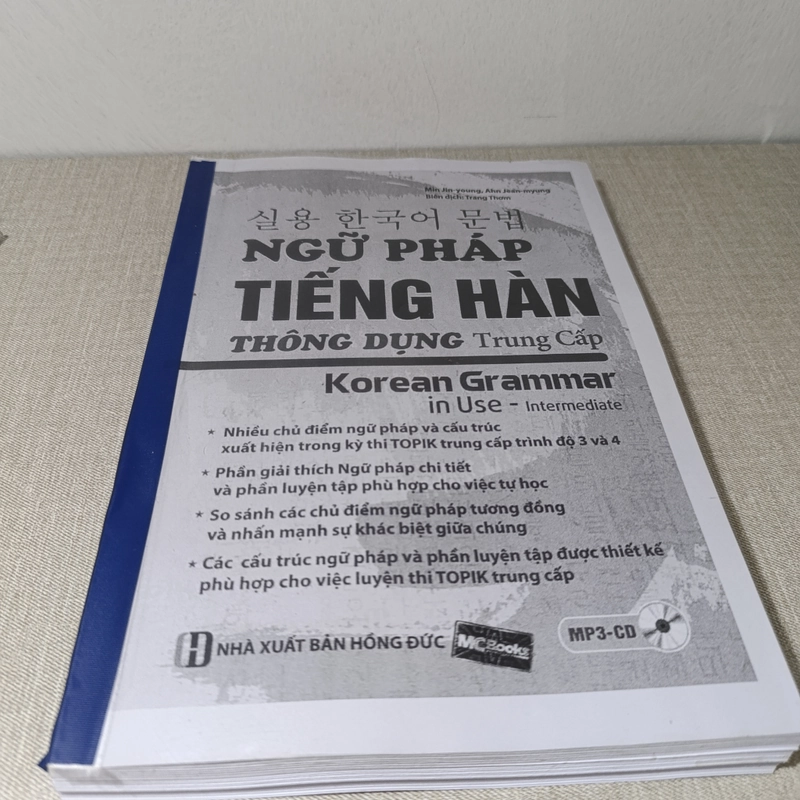 Min Jin-young, Ahn Jean-myung
Biên dịch: Trang Thơm
실용 한국어 문법
NGỮ PHÁP
TIẾNG HÀN
THÔNG DỤNG Trung Cấp
Korean Grammar
in Use - Intermediate
* Nhiều chủ điểm ngữ pháp và cấu trúc
xuất hiện trong kỳ thi TOPIK trung cấp trình độ 3 và 4
* Phần giải thích Ngữ pháp chi tiết
và phần luyện tập phù hợp cho việc tự học
* So sánh các chủ điểm ngữ pháp tương đồng
và nhấn mạnh sự khác biệt giữa chúng
* Các cấu trúc ngữ pháp và phần luyện tập được thiết kế
phù hợp cho việc luyện thi TOPIK trung cấp
NHÀ XUẤT BẢN HỒNG ĐỨC
MCBooks
MP3-CD